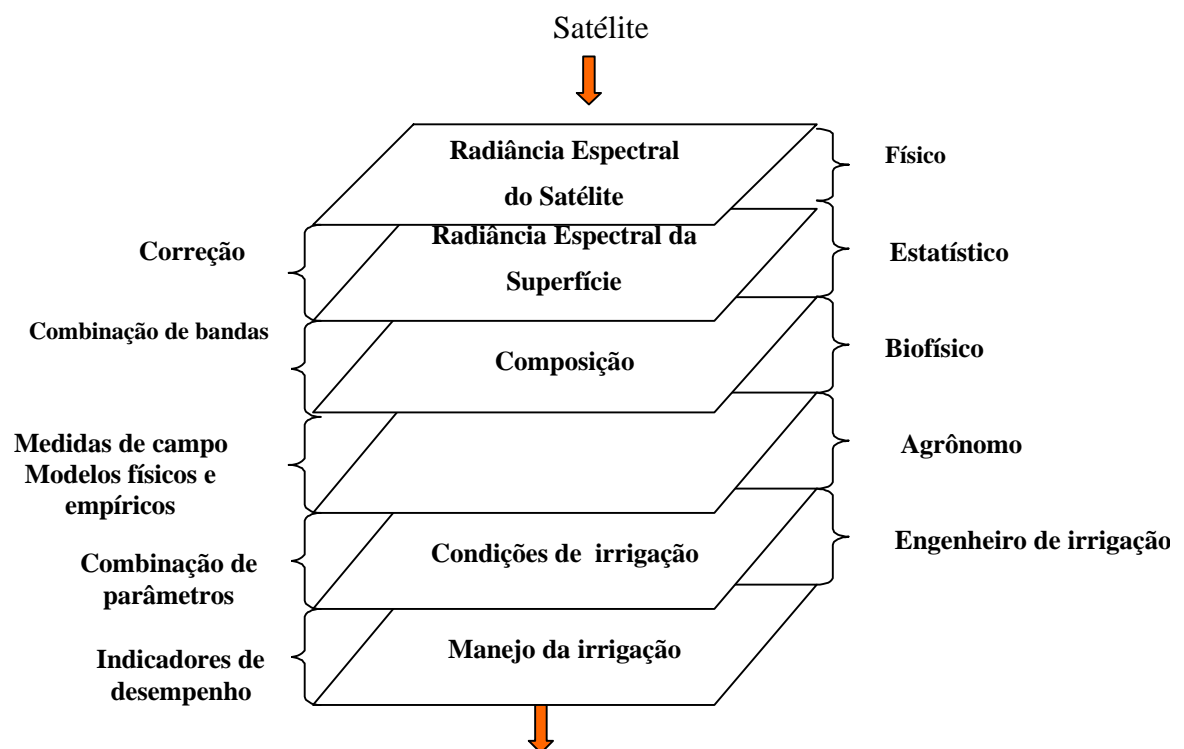 Satélite
Radiância Espectral
do Satélite
Físico
Radiância Espectral da
Superfície
Correção
Estatístico
Combinação de bandas
Composição
Biofísico
Medidas de campo
Modelos físicos e
empíricos
Agrônomo
Condições de irrigação
Engenheiro de irrigação
Combinação de
parâmetros
Manejo da irrigação
Indicadores de
desempenho